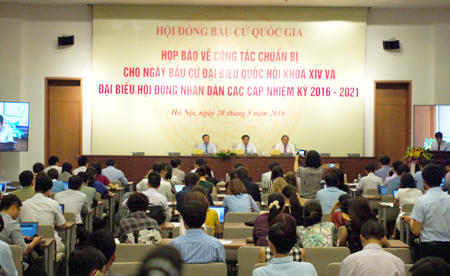 HỘI ĐỒNG BẦU CỬ QUỐC GIA
HỌP BÁO VỀ CÔNG TÁC CHUẨN BỊ
CHO NGÀY BẦU CỬ ĐẠI BIỂU QUỐC HỘI KHÓA XIV VÀ
ĐẠI BIỂU HỘI ĐỒNG NHÂN DÂN CÁC CẤP NHIỆM KỲ 2016 - 2021
Hà Nội, ngày 20 tháng 5 năm 2016